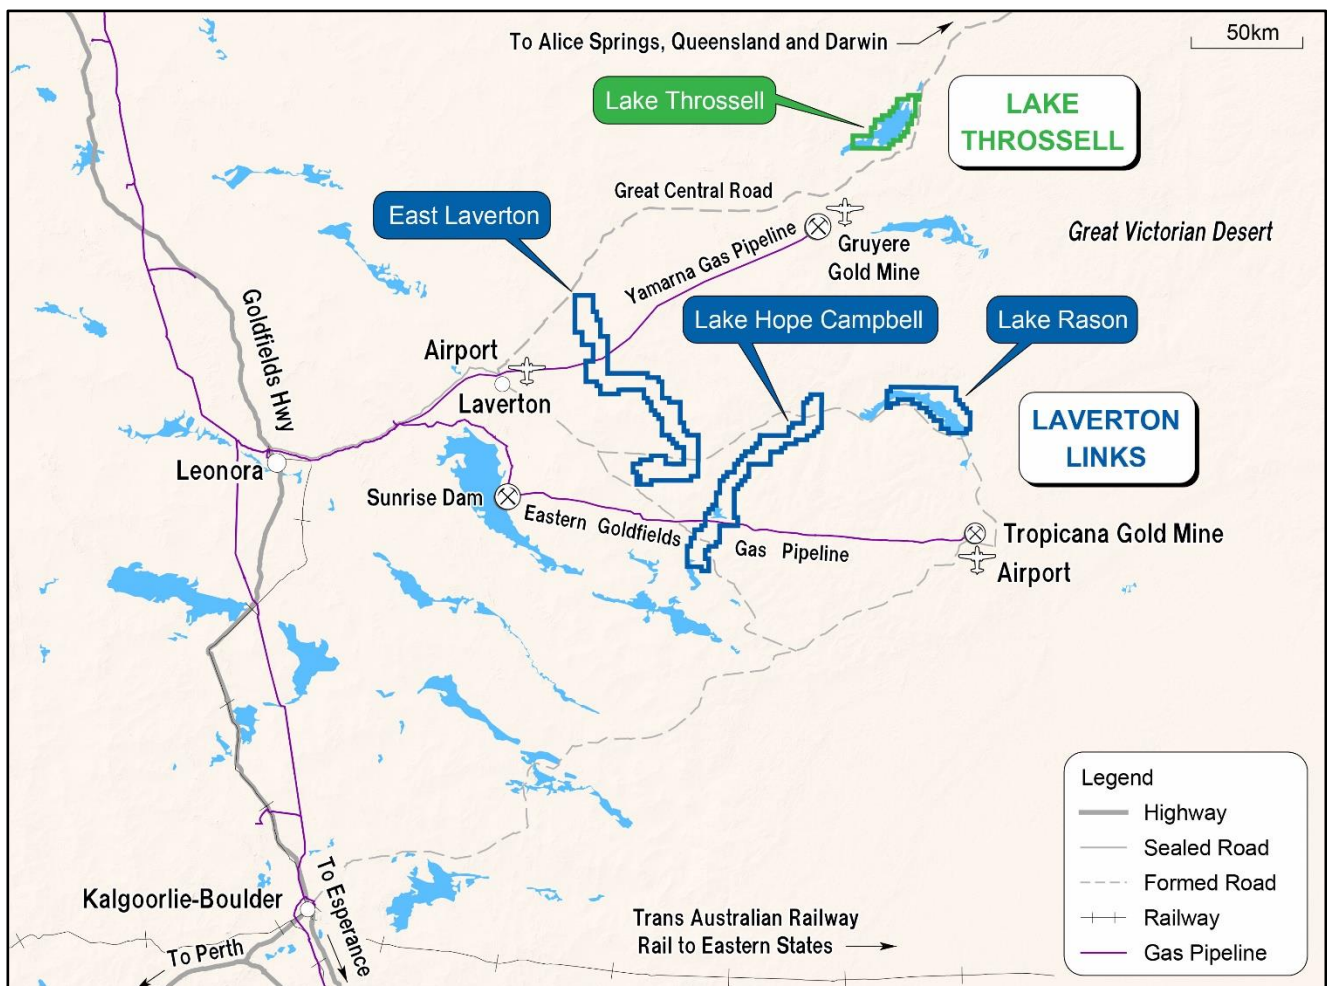 To Alice Springs, Queensland and Darwin
50km
Lake Throssell
LAKE
THROSSELL
Great Central Road
East Laverton
Yamarna Gas Pipeline
Gruyere
Gold Mine
Great Victorian Desert
Goldfields Hwy
Lake Hope Campbell
Lake Rason
Airport
Laverton
LAVERTON
LINKS
Leonora
Sunrise Dam
Eastern Goldfields Gas Pipeline
Tropicana Gold Mine
Airport
Legend
Highway
Sealed Road
Formed Road
Railway
Gas Pipeline
Kalgoorlie-Boulder
To Esperance
To Perth
Trans Australian Railway
Rail to Eastern States